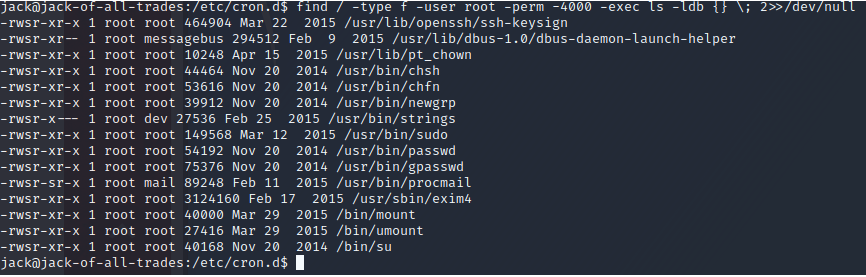 jack@jack-of-all-trades:/etc/cron.d$ find / -type f -user root -perm -4000 -exec ls -ldb {} \; 2>>/dev/null
-rwsr-xr-x 1 root root 464904 Mar 22  2015 /usr/lib/openssh/ssh-keysign
-rwsr-xr-- 1 root messagebus 294512 Feb  9  2015 /usr/lib/dbus-1.0/dbus-daemon-launch-helper
-rwsr-xr-x 1 root root 10248 Apr 15  2015 /usr/lib/pt_chown
-rwsr-xr-x 1 root root 44464 Nov 20  2014 /usr/bin/chsh
-rwsr-xr-x 1 root root 53616 Nov 20  2014 /usr/bin/chfn
-rwsr-xr-x 1 root root 39912 Nov 20  2014 /usr/bin/newgrp
-rwsr-x--- 1 root dev 27536 Feb 25  2015 /usr/bin/strings
-rwsr-xr-x 1 root root 149568 Mar 12  2015 /usr/bin/sudo
-rwsr-xr-x 1 root root 54192 Nov 20  2014 /usr/bin/passwd
-rwsr-xr-x 1 root root 75376 Nov 20  2014 /usr/bin/gpasswd
-rwsr-sr-x 1 root mail 89248 Feb 11  2015 /usr/bin/procmail
-rwsr-xr-x 1 root root 3124160 Feb 17  2015 /usr/sbin/exim4
-rwsr-xr-x 1 root root 40000 Mar 29  2015 /bin/mount
-rwsr-xr-x 1 root root 27416 Mar 29  2015 /bin/umount
-rwsr-xr-x 1 root root 40168 Nov 20  2014 /bin/su
jack@jack-of-all-trades:/etc/cron.d$